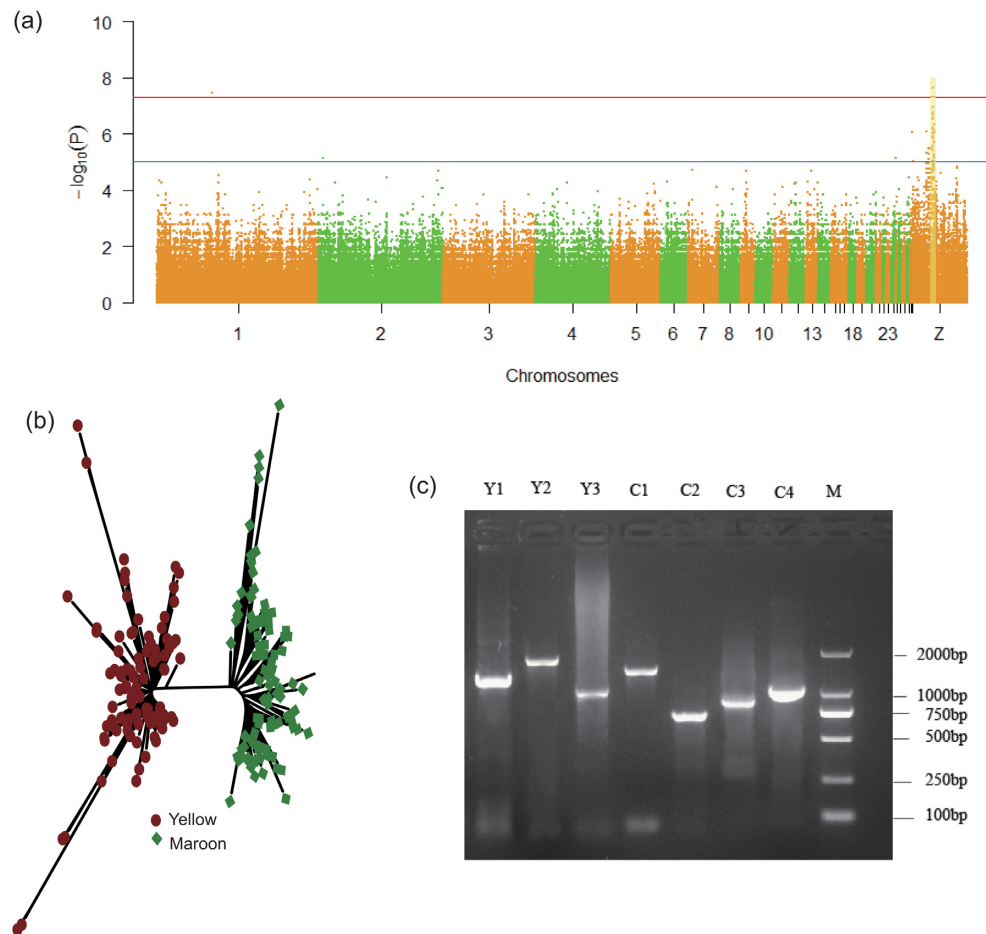 (a)
10
8
6
4
2
0
−log10(P)
1 2 3 4 5 6 7 8 10 13 18 23 Z
Chromosomes
(b)
Yellow
Maroon
(c)
Y1 Y2 Y3 C1 C2 C3 C4 M
2000bp
1000bp
750bp
500bp
250bp
100bp